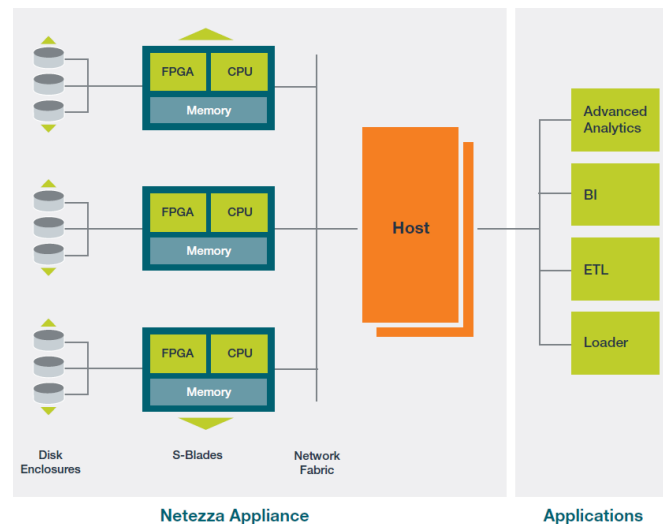 FPGA
CPU
Memory
FPGA
CPU
Memory
FPGA
CPU
Memory
Host
Advanced
Analytics
BI
ETL
Loader
Disk
Enclosures
S-Blades
Network
Fabric
Netezza Appliance
Applications